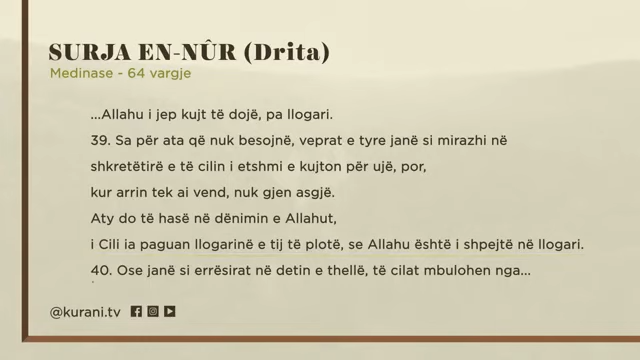 SURJA EN-NÛR (Drita)
Medinase - 64 vargje
...Allahu i jep kujt të dojë, pa llogari.
39. Sa për ata që nuk besojnë, veprat e tyre janë si mirazhi në
shkretëtirë e të cilin i etshmi e kujton për ujë, por,
kur arrin tek ai vend, nuk gjen asgjë.
Aty do të hasë në dënimin e Allahut,
i Cili ia paguan llogarinë e tij të plotë, se Allahu është i shpejtë në llogari.
40. Ose janë si errësirat në detin e thellë, të cilat mbulohen nga...
@kurani.tv